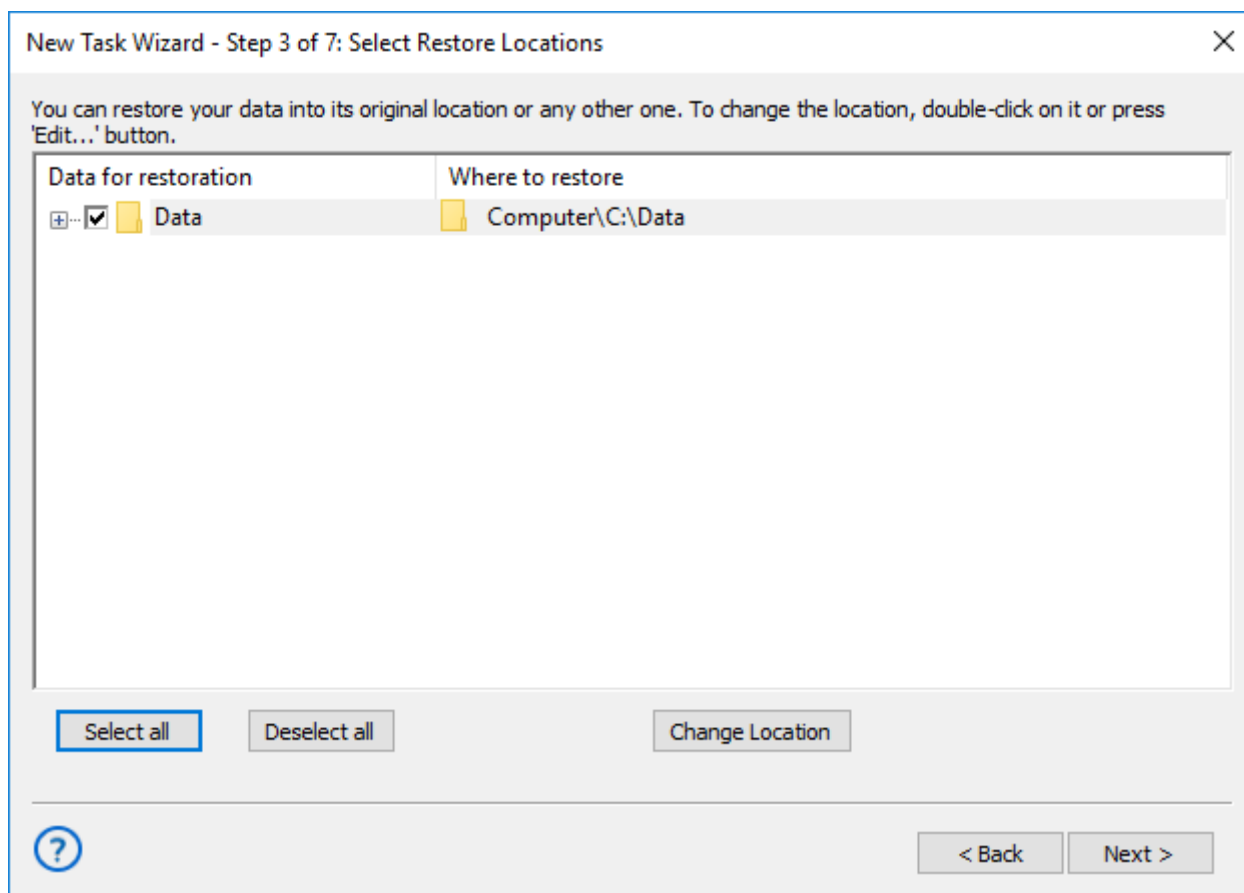 New Task Wizard - Step 3 of 7: Select Restore Locations
You can restore your data into its original location or any other one. To change the location, double-click on it or press
'Edit...' button.
Data for restoration Where to restore
Data Computer\C:\Data
Select all Deselect all Change Location
? < Back Next >